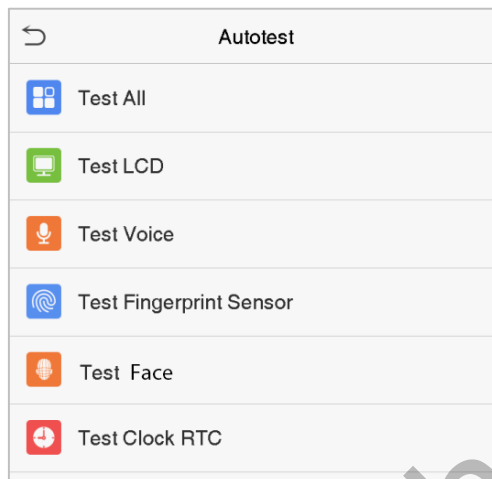 Autotest
Test All
Test LCD
Test Voice
Test Fingerprint Sensor
Test Face
Test Clock RTC